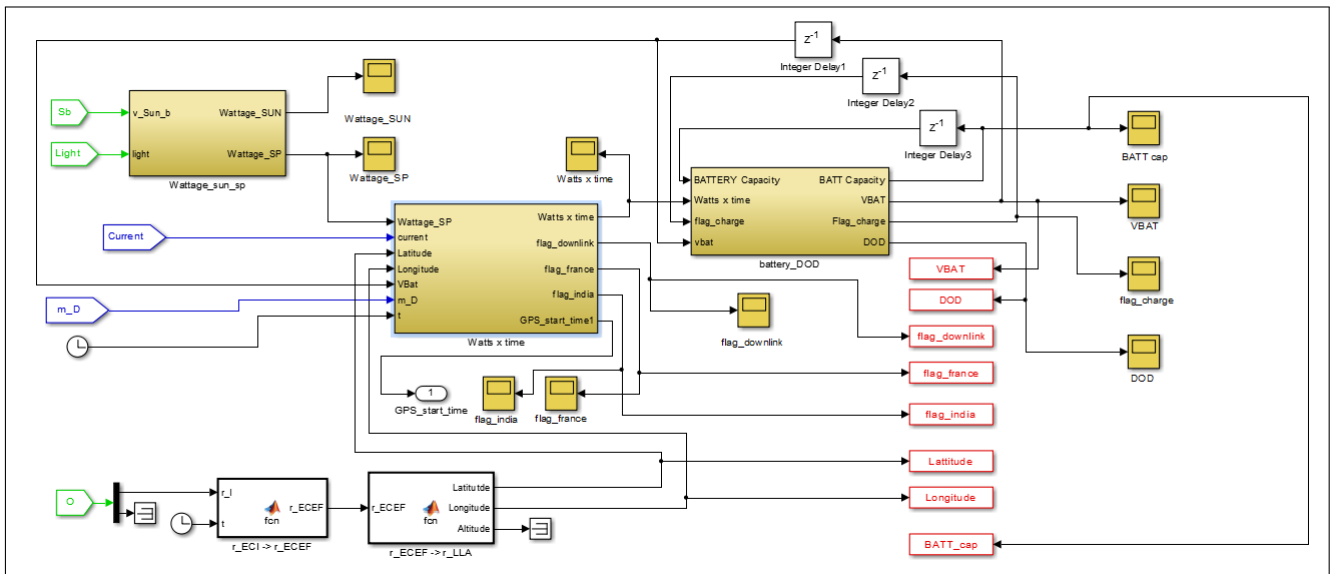 z-1
Integer Delay1
z-1
Integer Delay2
z-1
Integer Delay3
Sb
v_Sun_b
Wattage_SUN
Light
light
Wattage_SP
Wattage_sun_sp
Wattage_SUN
Wattage_SP
Watts x time
BATT cap
BATTERY Capacity
BATT Capacity
Watts x time
VBAT
flag_charge
Flag_charge
vbat
DOD
battery_DOD
VBAT
flag_charge
DOD
Current
m_D
Wattage_SP
Watts x time
current
flag_downlink
Latitude
Longitude
flag_france
VBat
flag_india
m_D
t
GPS_start_time1
Watts x time
flag_downlink
1
GPS_start_time
flag_india
flag_france
VBAT
DOD
flag_downlink
flag_france
flag_india
Lattitude
Longitude
BATT_cap
O
r_I
t
fcn
r_ECEF
r_ECI -> r_ECEF
r_ECEF
fcn
Latitutde
Longitude
Altitude
r_ECEF -> r_LLA